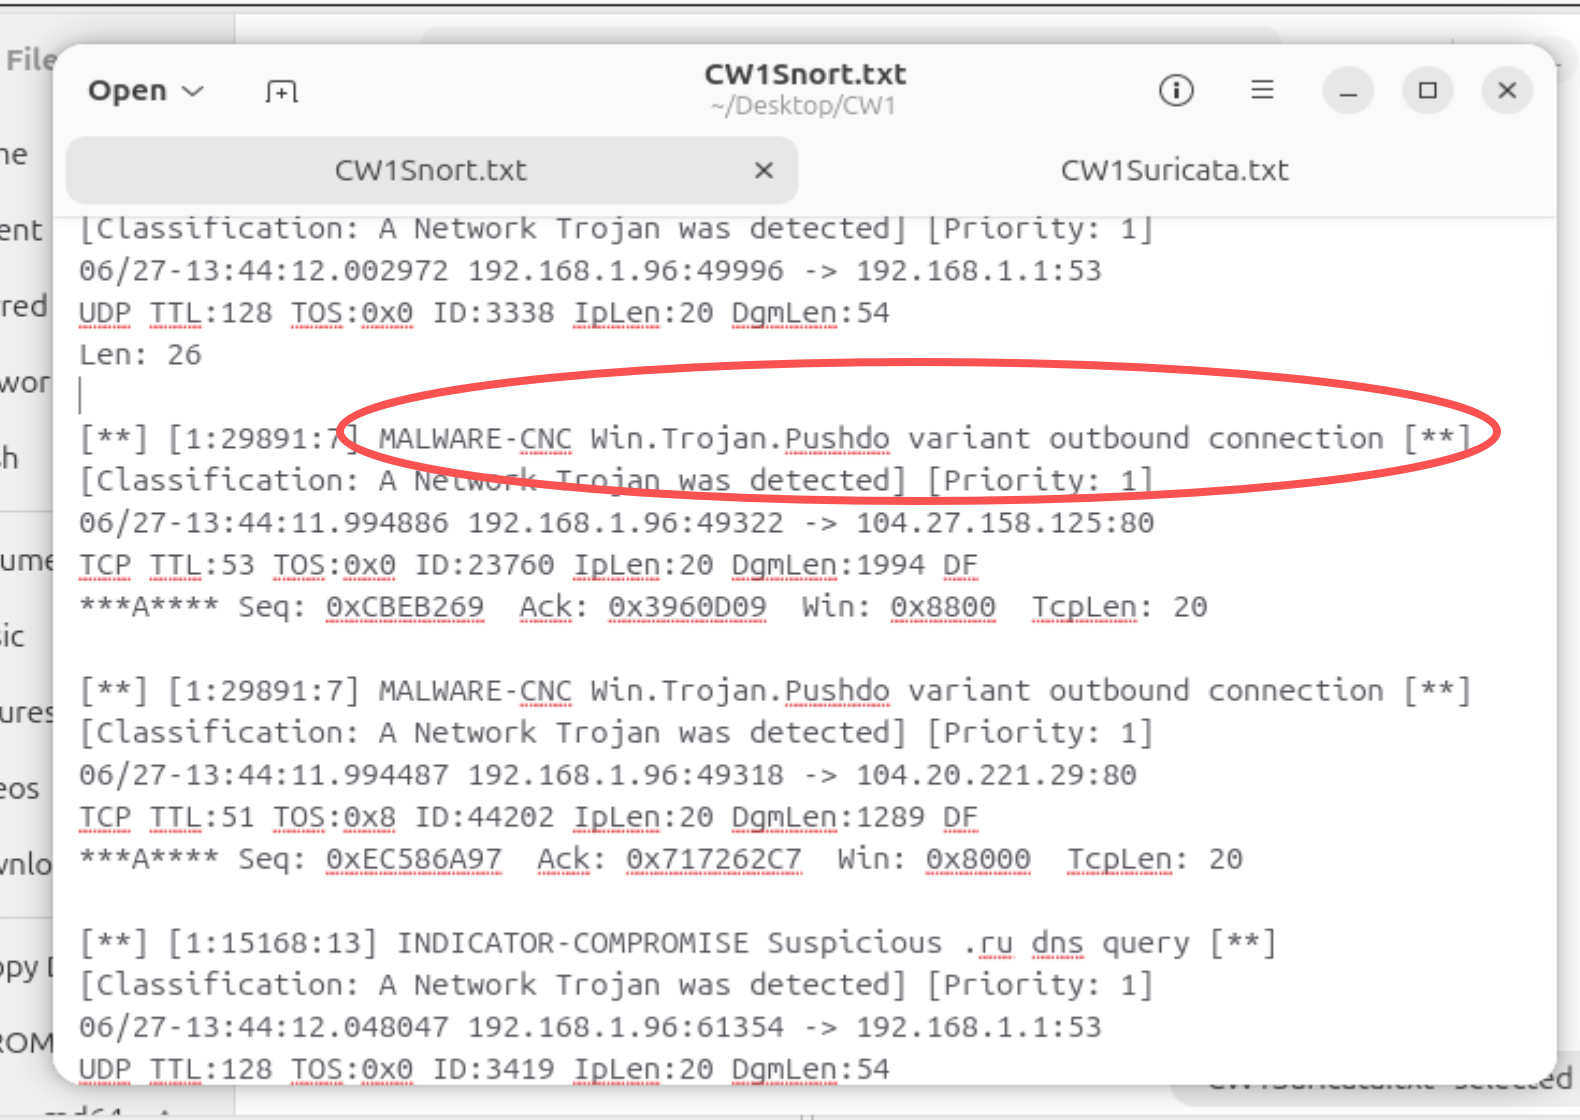 File
Open
CW1Snort.txt
~/Desktop/CW1
CW1Snort.txt
CW1Suricata.txt
[Classification: A Network Trojan was detected] [Priority: 1]
06/27-13:44:12.002972 192.168.1.96:49996 -> 192.168.1.1:53
UDP TTL:128 TOS:0x0 ID:3338 IpLen:20 DgmLen:54
Len: 26
[**] [1:29891:7] MALWARE-CNC Win.Trojan.Pushdo variant outbound connection [**]
[Classification: A Network Trojan was detected] [Priority: 1]
06/27-13:44:11.994886 192.168.1.96:49322 -> 104.27.158.125:80
TCP TTL:53 TOS:0x0 ID:23760 IpLen:20 DgmLen:1994 DF
***A**** Seq: 0xCBEB269 Ack: 0x3960D09 Win: 0x8800 TcpLen: 20
[**] [1:29891:7] MALWARE-CNC Win.Trojan.Pushdo variant outbound connection [**]
[Classification: A Network Trojan was detected] [Priority: 1]
06/27-13:44:11.994487 192.168.1.96:49318 -> 104.20.221.29:80
TCP TTL:51 TOS:0x8 ID:44202 IpLen:20 DgmLen:1289 DF
***A**** Seq: 0xEC586A97 Ack: 0x717262C7 Win: 0x8000 TcpLen: 20
[**] [1:15168:13] INDICATOR-COMPROMISE Suspicious .ru dns query [**]
[Classification: A Network Trojan was detected] [Priority: 1]
06/27-13:44:12.048047 192.168.1.96:61354 -> 192.168.1.1:53
UDP TTL:128 TOS:0x0 ID:3419 IpLen:20 DgmLen:54